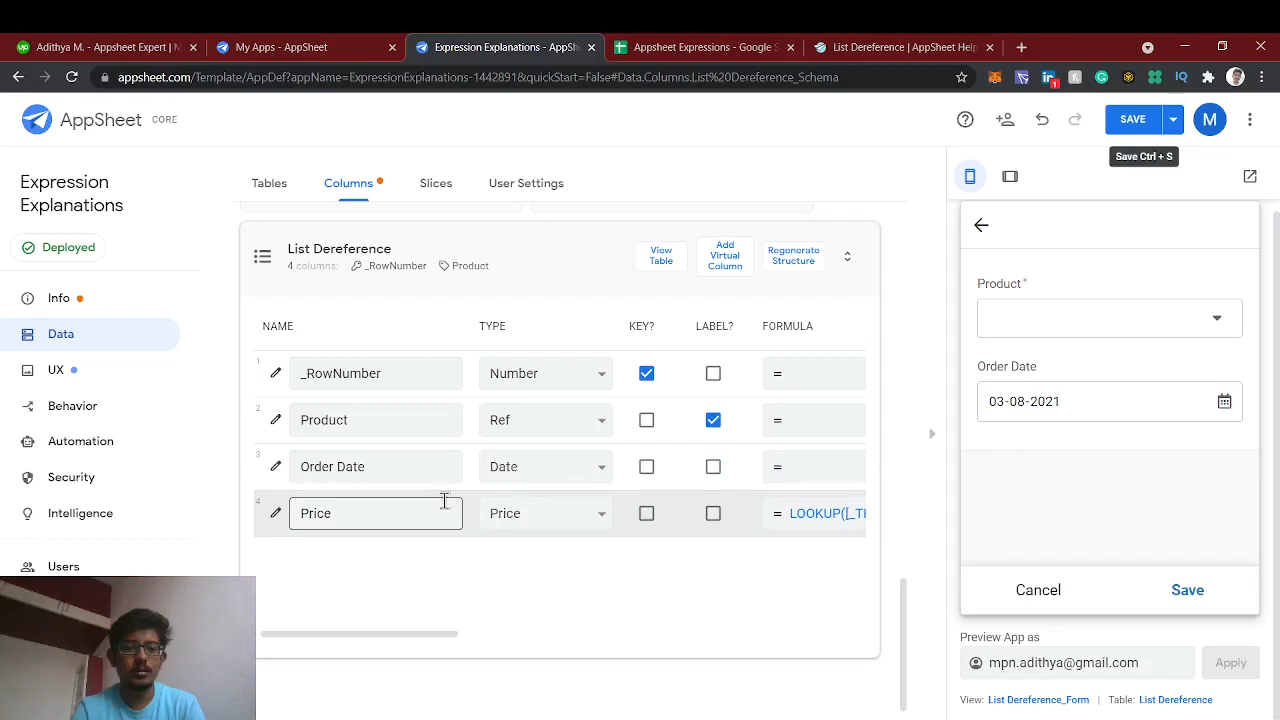 Adithya M. - AppSheet Expert | M
My Apps - AppSheet
Expression Explanations - AppSh
Appsheet Expressions - Google S
List Dereference | AppSheet Help
appsheet.com/Template/AppDef?appName=ExpressionExplanations-1442891&quickStart=False#Data.Columns.List%20Dereference_Schema
1
IQ
AppSheet CORE
SAVE
M
Save Ctrl + S
Expression
Explanations
Deployed
Info
Data
UX
Behavior
Automation
Security
Intelligence
Users
Tables
Columns
Slices
User Settings
List Dereference
4 columns: _RowNumber Product
View
Table
Add
Virtual
Column
Regenerate
Structure
NAME TYPE KEY? LABEL? FORMULA
1 _RowNumber Number =
2 Product Ref =
3 Order Date Date =
4 Price Price = LOOKUP([_TH
Product*
Order Date
03-08-2021
Cancel
Save
Preview App as
mpn.adithya@gmail.com
Apply
View: List Dereference_Form | Table: List Dereference